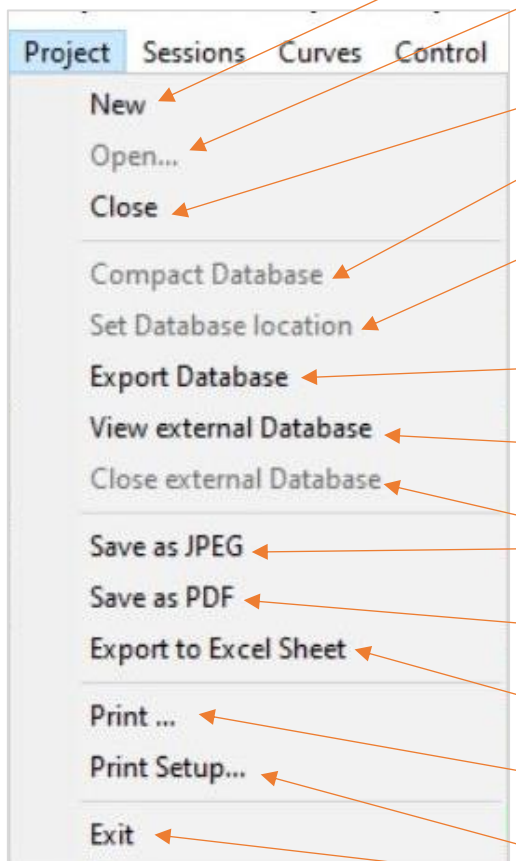 Project Sessions Curves Control
New
Open...
Close
Compact Database
Set Database location
Export Database
View external Database
Close external Database
Save as JPEG
Save as PDF
Export to Excel Sheet
Print ...
Print Setup...
Exit